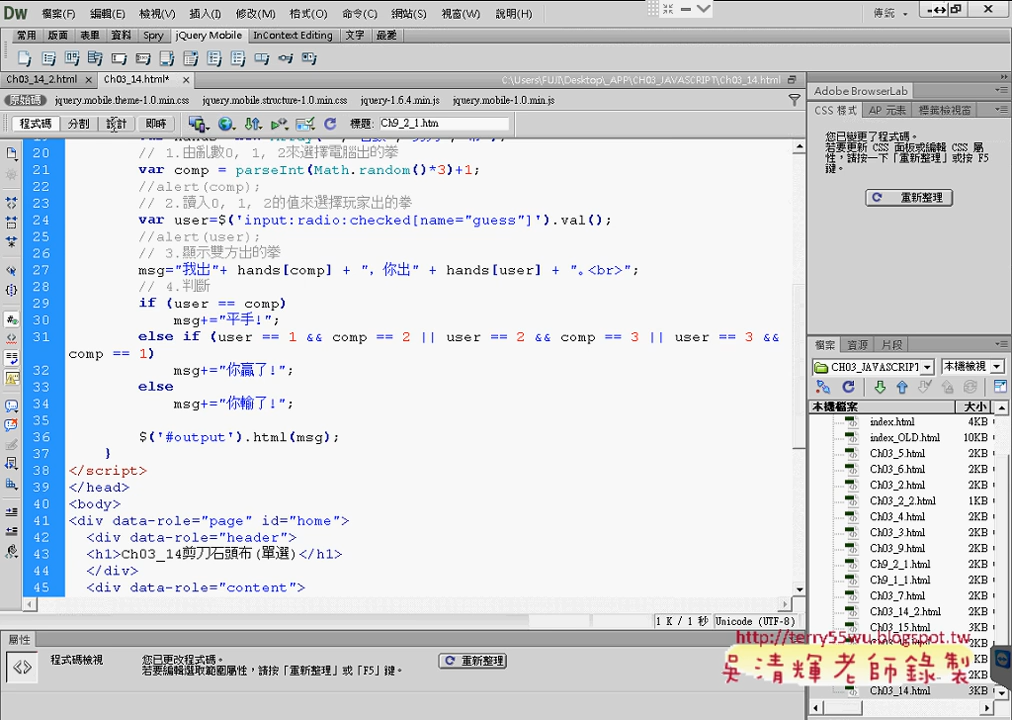 Dw 檔案(F) 編輯(E) 檢視(V) 插入(I) 修改(M) 格式(O) 命令(C) 網站(S) 視窗(W) 說明(H) 傳統
常用 版面 表單 資料 Spry jQuery Mobile InContext Editing 文字 最愛
Ch03_14_2.html Ch03_14.html* C:\Users\FUJI\Desktop\_APP\CH03_JAVASCRIPT\Ch03_14.html
原始碼 jquery.mobile.theme-1.0.min.css jquery.mobile.structure-1.0.min.css jquery-1.6.4.min.js jquery.mobile-1.0.min.js
程式碼 分割 設計 即時 標題: Ch9_2_1.htm
20 // 1.由亂數0, 1, 2來選擇電腦出的拳
21 var comp = parseInt(Math.random()*3)+1;
22 //alert(comp);
23 // 2.讀入0, 1, 2的值來選擇玩家出的拳
24 var user=$('input:radio:checked[name="guess"]').val();
25 //alert(user);
26 // 3.顯示雙方出的拳
27 msg="我出"+ hands[comp] + ", 你出" + hands[user] + "。<br>";
28 // 4.判斷
29 if (user == comp)
30 msg+="平手!";
31 else if (user == 1 && comp == 2 || user == 2 && comp == 3 || user == 3 &&
comp == 1)
32 msg+="你贏了!";
33 else
34 msg+="你輸了!";
35
36 $('#output').html(msg);
37 }
38 </script>
39 </head>
40 <body>
41 <div data-role="page" id="home">
42 <div data-role="header">
43 <h1>Ch03_14剪刀石頭布(單選)</h1>
44 </div>
45 <div data-role="content">
1 K / 1 秒 Unicode (UTF-8)
屬性
程式碼檢視
您已更改程式碼。
若要編輯選取範圍屬性，請按「重新整理」或「F5」鍵。
重新整理
Adobe BrowserLab
CSS 樣式 AP 元素 標籤檢視窗
您已變更了程式碼。
若要更新 CSS 面板或編輯 CSS 屬
性，請按一下「重新整理」或按 F5
鍵。
重新整理
檔案 資源 片段
CH03_JAVASCRIPT 本機檢視
本機檔案 大小
index.html 4KB
index_OLD.html 10KB
Ch03_5.html 2KB
Ch03_6.html 2KB
Ch03_2.html 2KB
Ch03_2_2.html 1KB
Ch03_4.html 2KB
Ch03_3.html 2KB
Ch03_9.html 2KB
Ch9_2_1.html 2KB
Ch9_1_1.html 2KB
Ch03_7.html 2KB
Ch03_14_2.html 2KB
Ch03_15.html 3KB
http://terry55wu.blogspot.tw
吳清輝老師錄製
Ch03_14.html 3KB